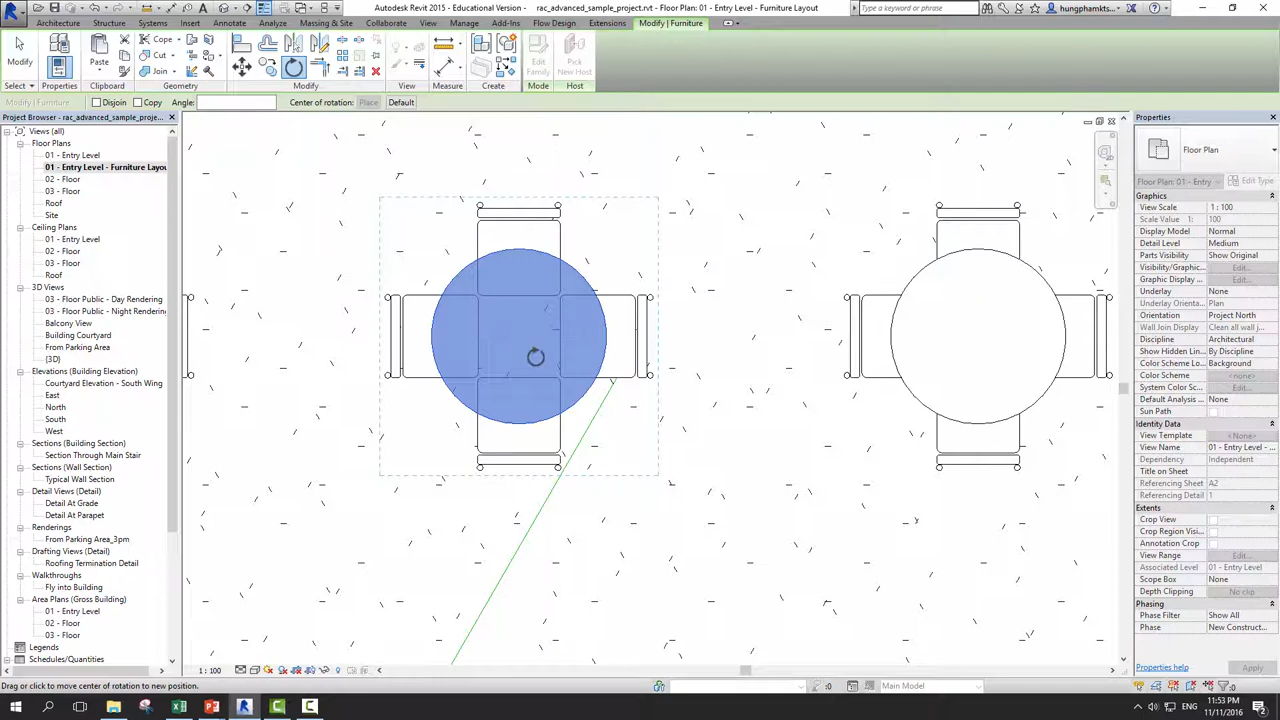 Autodesk Revit 2015 - Educational Version - rac_advanced_sample_project.rvt - Floor Plan: 01 - Entry Level - Furniture Layout
Type a keyword or phrase
hungphamkts...
Architecture Structure Systems Insert Annotate Analyze Massing & Site Collaborate View Manage Add-Ins Flow Design Extensions Modify | Furniture
Modify
Paste
Cope
Cut
Join
Edit Family
Pick New Host
Select Properties Clipboard Geometry Modify View Measure Create Mode Host
Modify | Furniture
Disjoin
Copy
Angle:
Center of rotation: Place Default
Project Browser - rac_advanced_sample_proje...
Views (all)
Floor Plans
01 - Entry Level
01 - Entry Level - Furniture Layou
02 - Floor
03 - Floor
Roof
Site
Ceiling Plans
01 - Entry Level
02 - Floor
03 - Floor
Roof
3D Views
03 - Floor Public - Day Rendering
03 - Floor Public - Night Rendering
Balcony View
Building Courtyard
From Parking Area
{3D}
Elevations (Building Elevation)
Courtyard Elevation - South Wing
East
North
South
West
Sections (Building Section)
Section Through Main Stair
Sections (Wall Section)
Typical Wall Section
Detail Views (Detail)
Detail At Grade
Detail At Parapet
Renderings
From Parking Area_3pm
Drafting Views (Detail)
Roofing Termination Detail
Walkthroughs
Fly into Building
Area Plans (Gross Building)
01 - Entry Level
02 - Floor
03 - Floor
Legends
Schedules/Quantities
Properties
Floor Plan
Floor Plan: 01 - Entry
Edit Type
Graphics
View Scale 1 : 100
Scale Value 1: 100
Display Model Normal
Detail Level Medium
Parts Visibility Show Original
Visibility/Graphic... Edit...
Graphic Display ... Edit...
Underlay None
Underlay Orienta... Plan
Orientation Project North
Wall Join Display Clean all wall j...
Discipline Architectural
Show Hidden Lin... By Discipline
Color Scheme Lo... Background
Color Scheme <none>
System Color Sc... Edit...
Default Analysis ... None
Sun Path
Identity Data
View Template <None>
View Name 01 - Entry Level - ...
Dependency Independent
Title on Sheet
Referencing Sheet A2
Referencing Detail 1
Extents
Crop View
Crop Region Visi...
Annotation Crop
View Range Edit...
Associated Level 01 - Entry Level
Scope Box None
Depth Clipping No clip
Phasing
Phase Filter Show All
Phase New Construct...
Properties help
Apply
1 : 100
Drag or click to move center of rotation to new position.
:0
Main Model
:0
ENG
11:53 PM
11/11/2016